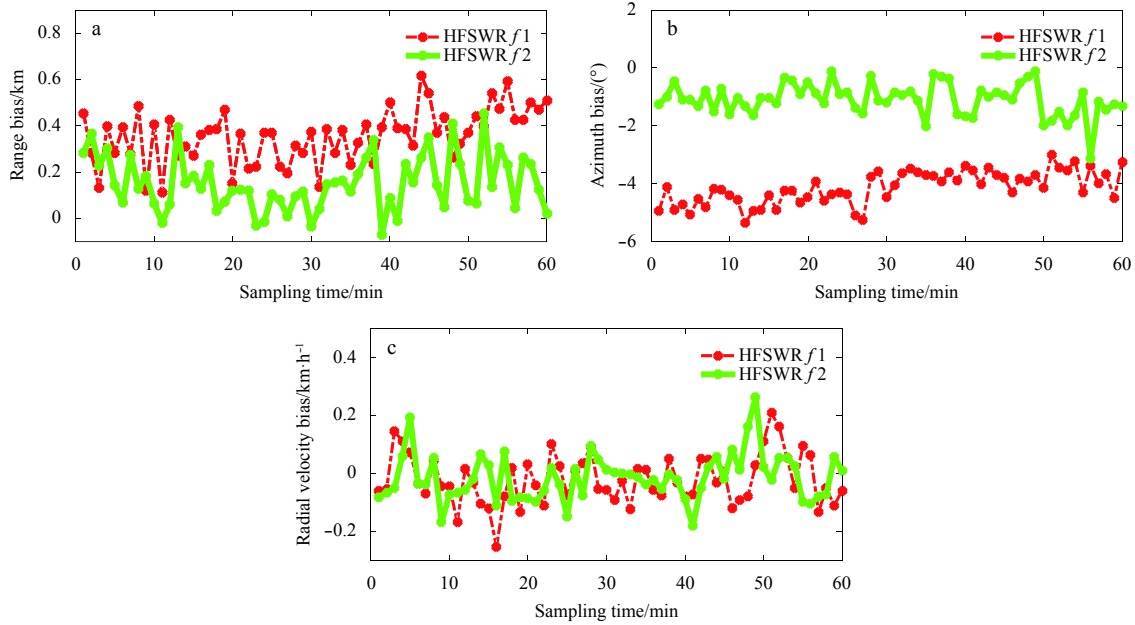 a
HFSWR f1
HFSWR f2
0.8
0.6
0.4
0.2
0
Range bias/km
0 10 20 30 40 50 60
Sampling time/min
b
HFSWR f1
HFSWR f2
2
0
−2
−4
−6
Azimuth bias/(°)
0 10 20 30 40 50 60
Sampling time/min
c
HFSWR f1
HFSWR f2
0.4
0.2
0
−0.2
Radial velocity bias/km·h⁻¹
0 10 20 30 40 50 60
Sampling time/min